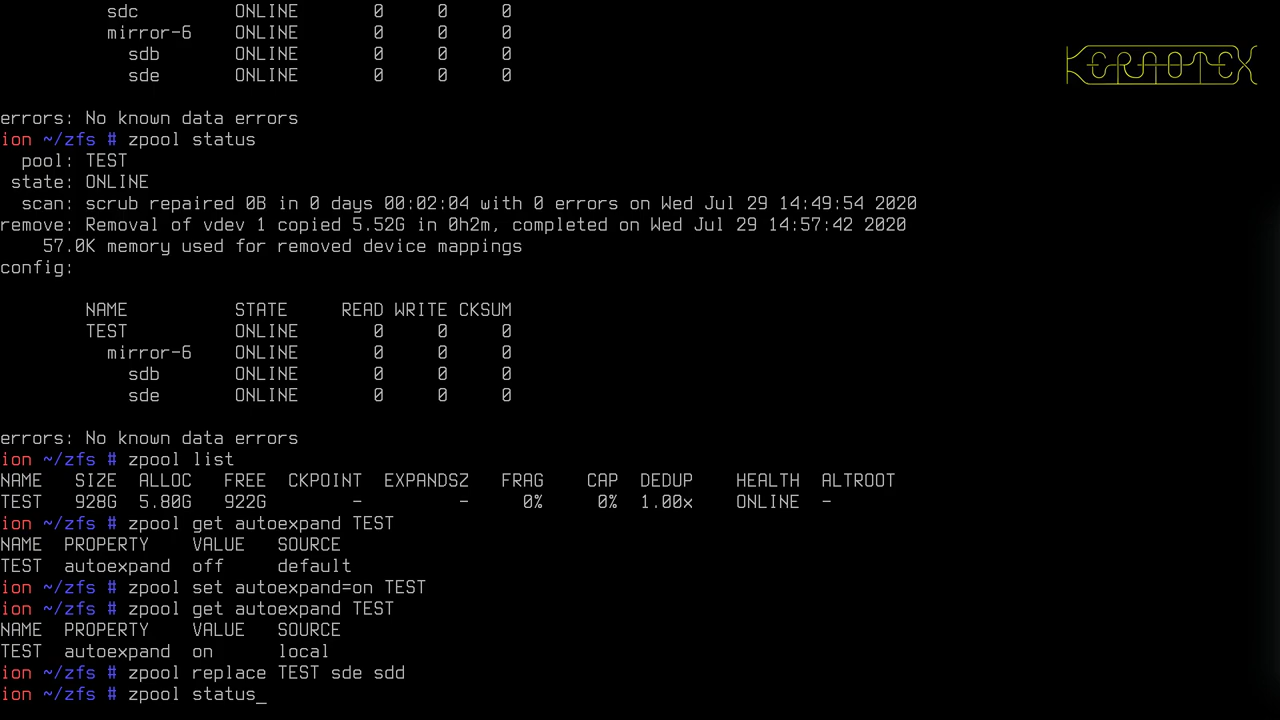 sdc ONLINE 0 0 0
mirror-6 ONLINE 0 0 0
sdb ONLINE 0 0 0
sde ONLINE 0 0 0
KERNOTEX
errors: No known data errors
ion ~/zfs # zpool status
pool: TEST
state: ONLINE
scan: scrub repaired 0B in 0 days 00:02:04 with 0 errors on Wed Jul 29 14:49:54 2020
remove: Removal of vdev 1 copied 5.52G in 0h2m, completed on Wed Jul 29 14:57:42 2020
57.0K memory used for removed device mappings
config:
NAME STATE READ WRITE CKSUM
TEST ONLINE 0 0 0
mirror-6 ONLINE 0 0 0
sdb ONLINE 0 0 0
sde ONLINE 0 0 0
errors: No known data errors
ion ~/zfs # zpool list
NAME SIZE ALLOC FREE CKPOINT EXPANDSZ FRAG CAP DEDUP HEALTH ALTROOT
TEST 928G 5.80G 922G - - 0% 0% 1.00x ONLINE -
ion ~/zfs # zpool get autoexpand TEST
NAME PROPERTY VALUE SOURCE
TEST autoexpand off default
ion ~/zfs # zpool set autoexpand=on TEST
ion ~/zfs # zpool get autoexpand TEST
NAME PROPERTY VALUE SOURCE
TEST autoexpand on local
ion ~/zfs # zpool replace TEST sde sdd
ion ~/zfs # zpool status_